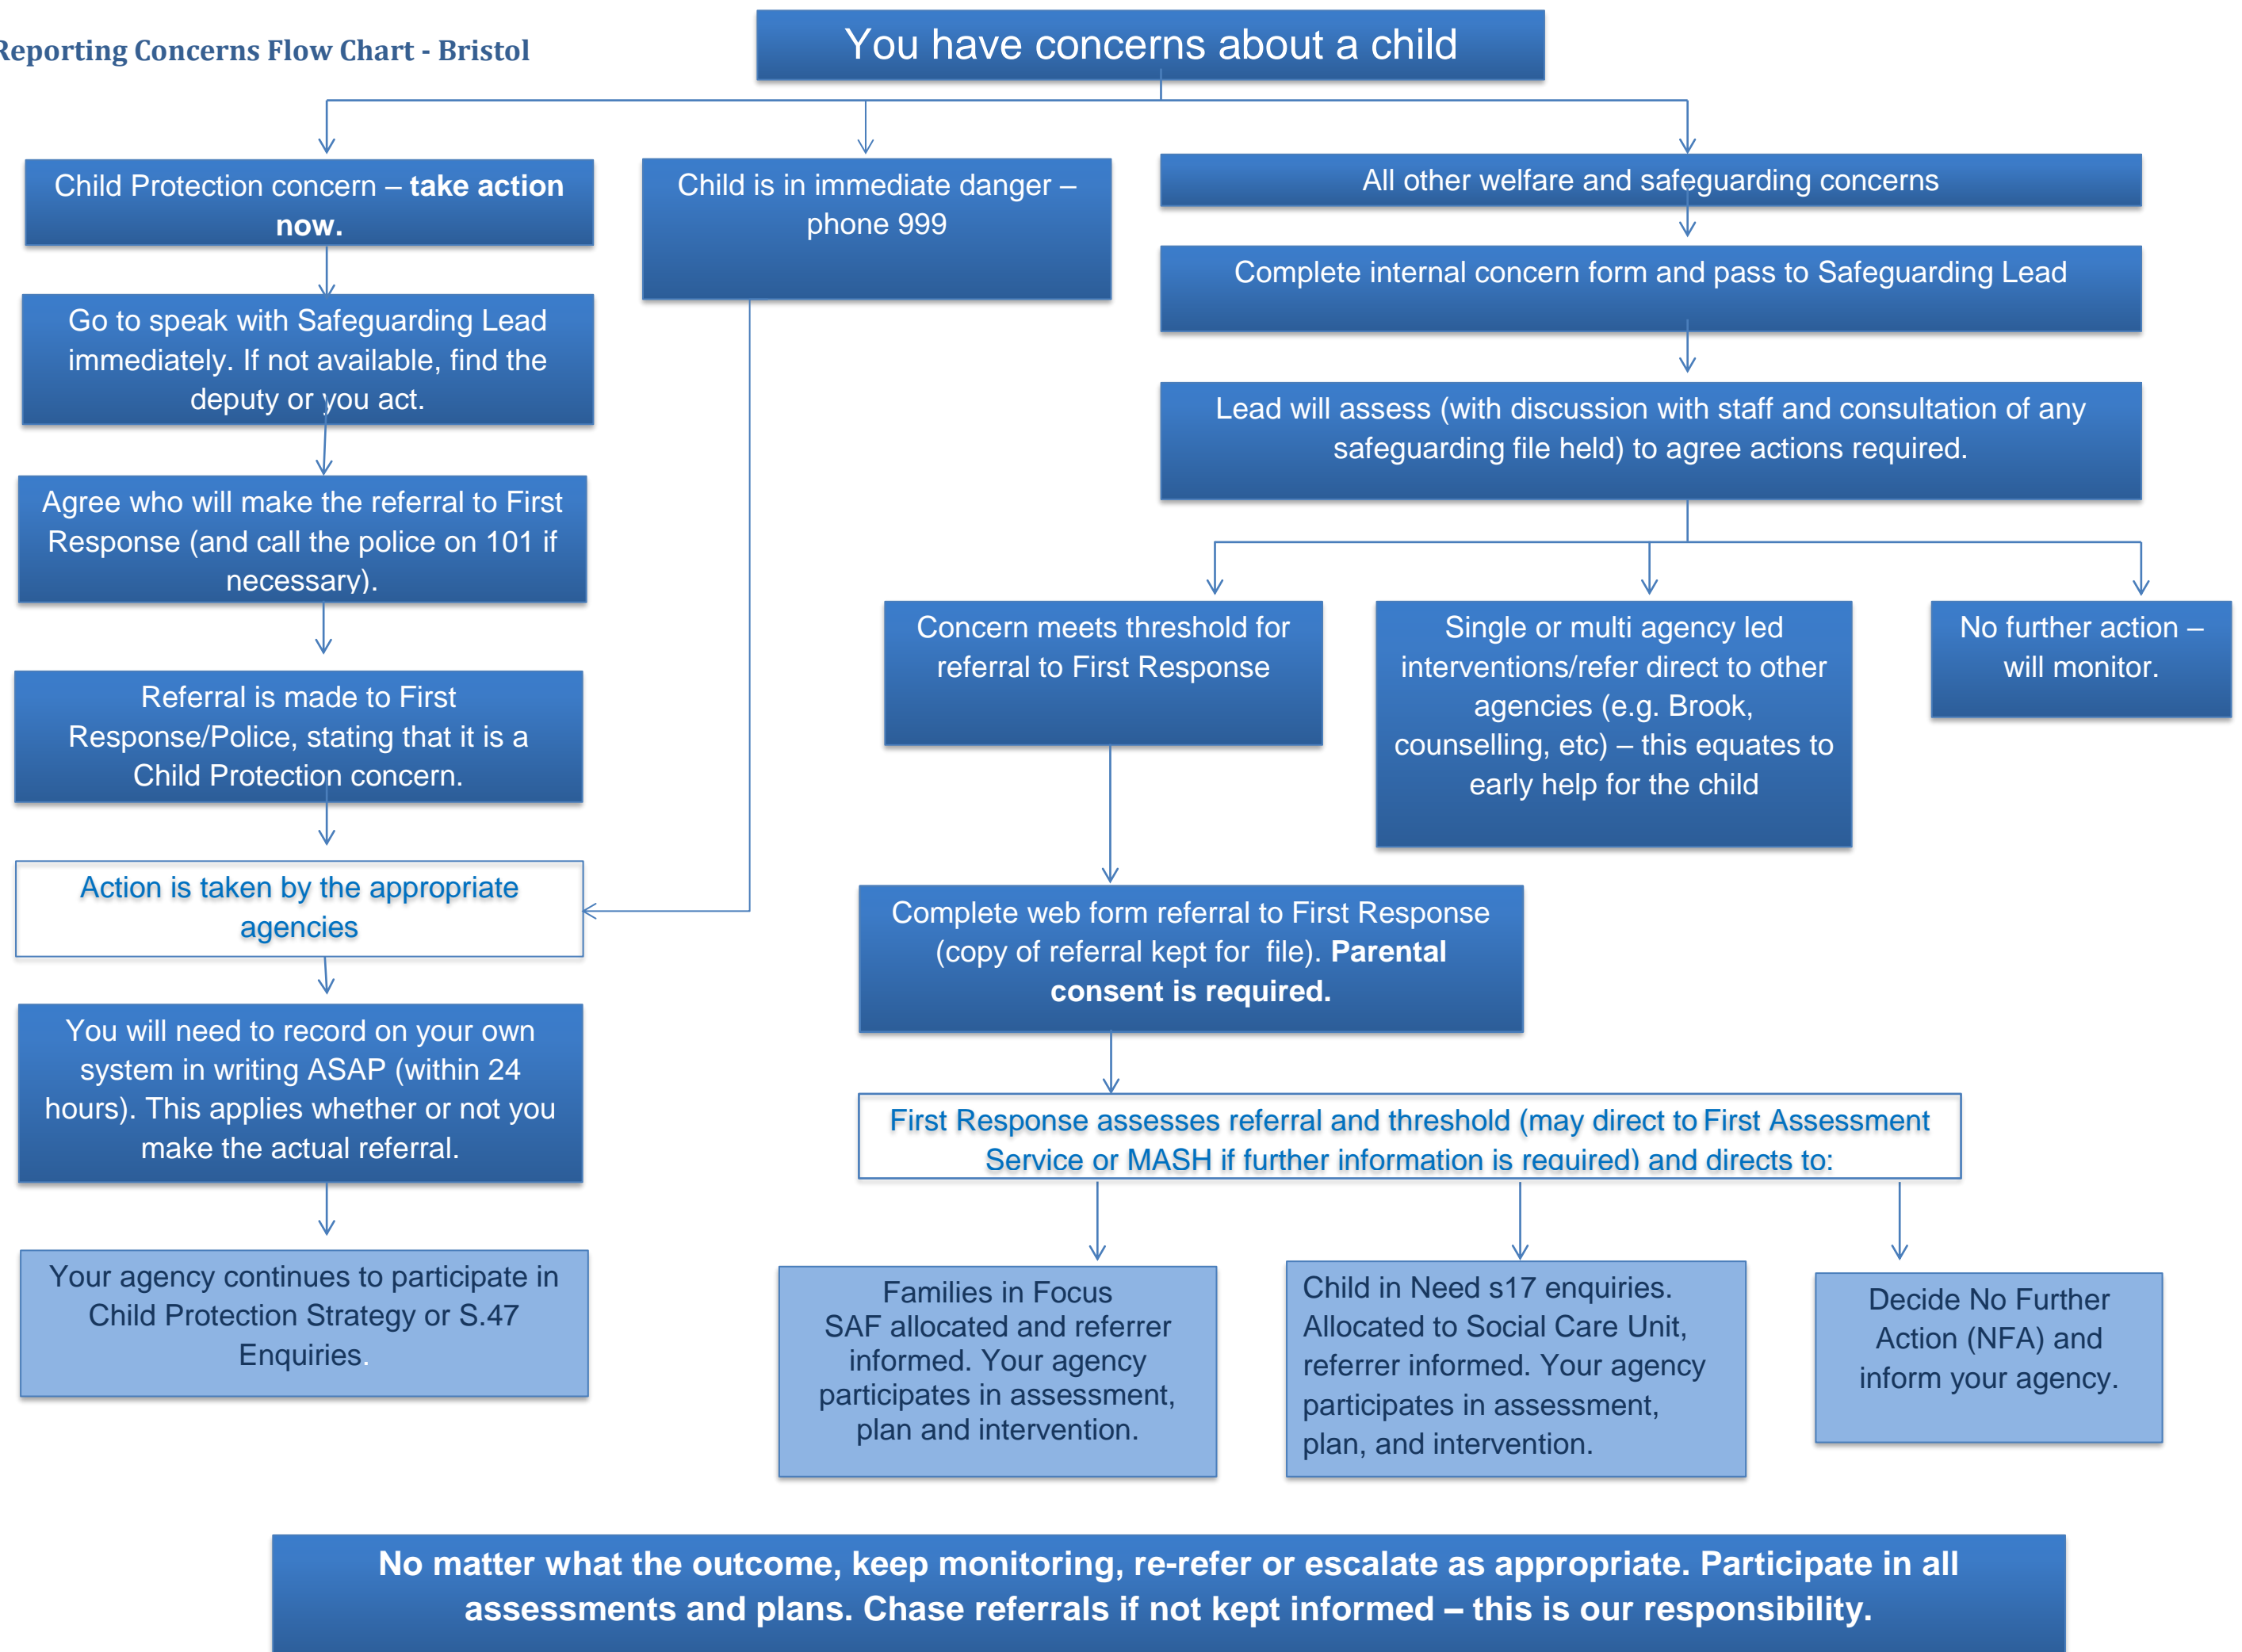 Reporting Concerns Flow Chart - Bristol
You have concerns about a child
Child Protection concern – take action
now.
Child is in immediate danger –
phone 999
All other welfare and safeguarding concerns
Go to speak with Safeguarding Lead
immediately. If not available, find the
deputy or you act.
Complete internal concern form and pass to Safeguarding Lead
Lead will assess (with discussion with staff and consultation of any
safeguarding file held) to agree actions required.
Agree who will make the referral to First
Response (and call the police on 101 if
necessary).
Concern meets threshold for
referral to First Response
Single or multi agency led
interventions/refer direct to other
agencies (e.g. Brook,
counselling, etc) – this equates to
early help for the child
No further action –
will monitor.
Referral is made to First
Response/Police, stating that it is a
Child Protection concern.
Action is taken by the appropriate
agencies
Complete web form referral to First Response
(copy of referral kept for file). Parental
consent is required.
You will need to record on your own
system in writing ASAP (within 24
hours). This applies whether or not you
make the actual referral.
First Response assesses referral and threshold (may direct to First Assessment
Service or MASH if further information is required) and directs to:
Your agency continues to participate in
Child Protection Strategy or S.47
Enquiries.
Families in Focus
SAF allocated and referrer
informed. Your agency
participates in assessment,
plan and intervention.
Child in Need s17 enquiries.
Allocated to Social Care Unit,
referrer informed. Your agency
participates in assessment,
plan, and intervention.
Decide No Further
Action (NFA) and
inform your agency.
No matter what the outcome, keep monitoring, re-refer or escalate as appropriate. Participate in all
assessments and plans. Chase referrals if not kept informed – this is our responsibility.